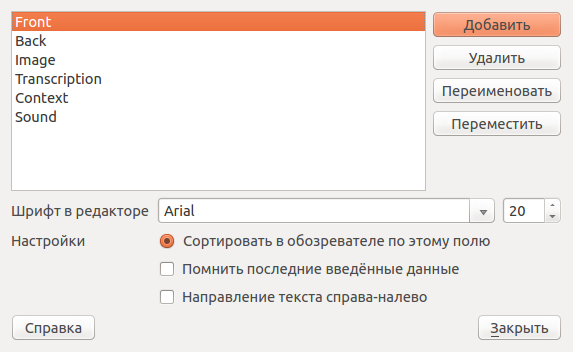 Front
Back
Image
Transcription
Context
Sound
Добавить
Удалить
Переименовать
Переместить
Шрифт в редакторе Arial 20
Настройки Сортировать в обозревателе по этому полю
Помнить последние введённые данные
Направление текста справа-налево
Справка Закрыть